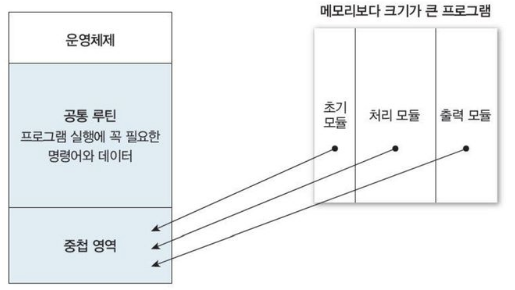 메모리보다 크기가 큰 프로그램
운영체제
공통 루틴
프로그램 실행에 꼭 필요한
명령어와 데이터
중첩 영역
초기
모듈
처리 모듈
출력 모듈